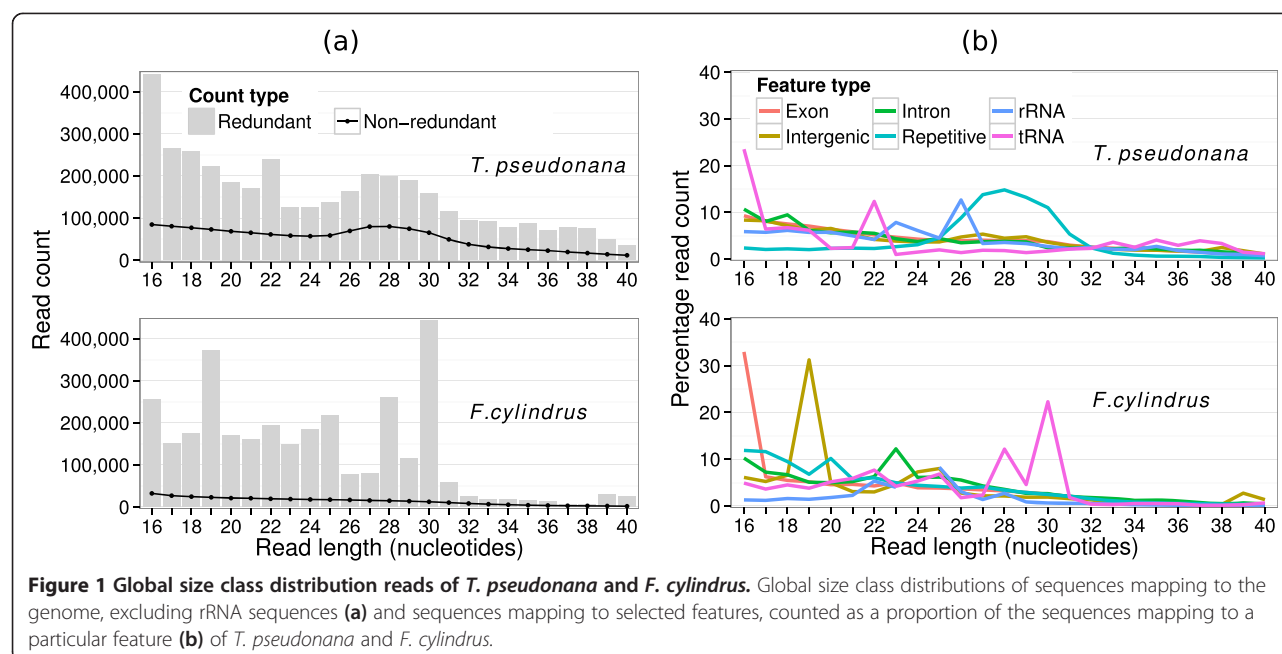 (a)
Read count
400,000
300,000
200,000
100,000
0
Count type
Redundant Non-redundant
T. pseudonana
16 18 20 22 24 26 28 30 32 34 36 38 40
400,000
300,000
200,000
100,000
0
F.cylindrus
16 18 20 22 24 26 28 30 32 34 36 38 40
Read length (nucleotides)
(b)
Percentage read count
40
30
20
10
0
Feature type
Exon Intron rRNA
Intergenic Repetitive tRNA
T. pseudonana
16 18 20 22 24 26 28 30 32 34 36 38 40
40
30
20
10
0
F.cylindrus
16 18 20 22 24 26 28 30 32 34 36 38 40
Read length (nucleotides)
Figure 1 Global size class distribution reads of T. pseudonana and F. cylindrus. Global size class distributions of sequences mapping to the
genome, excluding rRNA sequences (a) and sequences mapping to selected features, counted as a proportion of the sequences mapping to a
particular feature (b) of T. pseudonana and F. cylindrus.